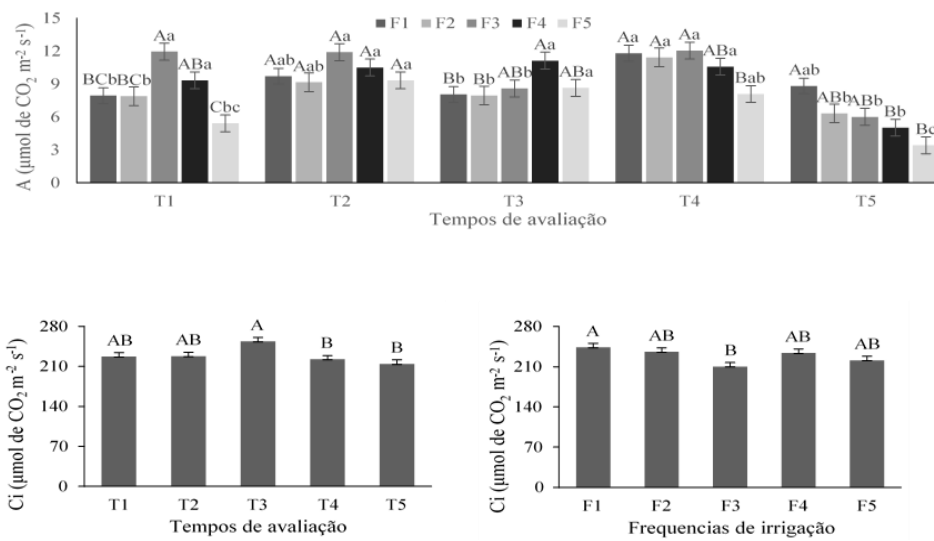 A (µmol de CO₂ m⁻² s⁻¹)
15
12
9
6
3
0
F1 F2 F3 F4 F5
BCb BCb Aa ABa Cbc
Aab Aab Aa Aa Aa
Bb Bb ABb Aa ABa
Aa Aa Aa ABa Bab
Aab ABb ABb Bb Bc
T1 T2 T3 T4 T5
Tempos de avaliação
Ci (µmol de CO₂ m⁻² s⁻¹)
280
210
140
70
0
AB AB A B B
T1 T2 T3 T4 T5
Tempos de avaliação
Ci (µmol de CO₂ m⁻² s⁻¹)
280
210
140
70
0
A AB B AB AB
F1 F2 F3 F4 F5
Frequencias de irrigação